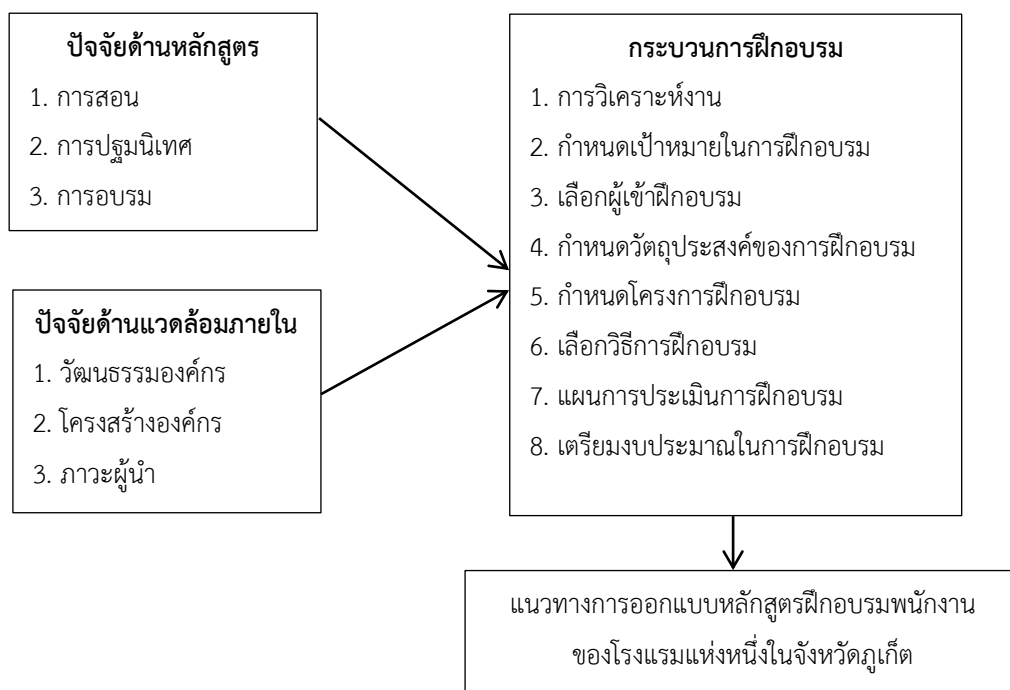 ปัจจัยด้านหลักสูตร
1. การสอน
2. การปฐมนิเทศ
3. การอบรม
ปัจจัยด้านแวดล้อมภายใน
1. วัฒนธรรมองค์กร
2. โครงสร้างองค์กร
3. ภาวะผู้นำ
กระบวนการฝึกอบรม
1. การวิเคราะห์งาน
2. กำหนดเป้าหมายในการฝึกอบรม
3. เลือกผู้เข้าฝึกอบรม
4. กำหนดวัตถุประสงค์ของการฝึกอบรม
5. กำหนดโครงการฝึกอบรม
6. เลือกวิธีการฝึกอบรม
7. แผนการประเมินการฝึกอบรม
8. เตรียมงบประมาณในการฝึกอบรม
แนวทางการออกแบบหลักสูตรฝึกอบรมพนักงาน
ของโรงแรมแห่งหนึ่งในจังหวัดภูเก็ต